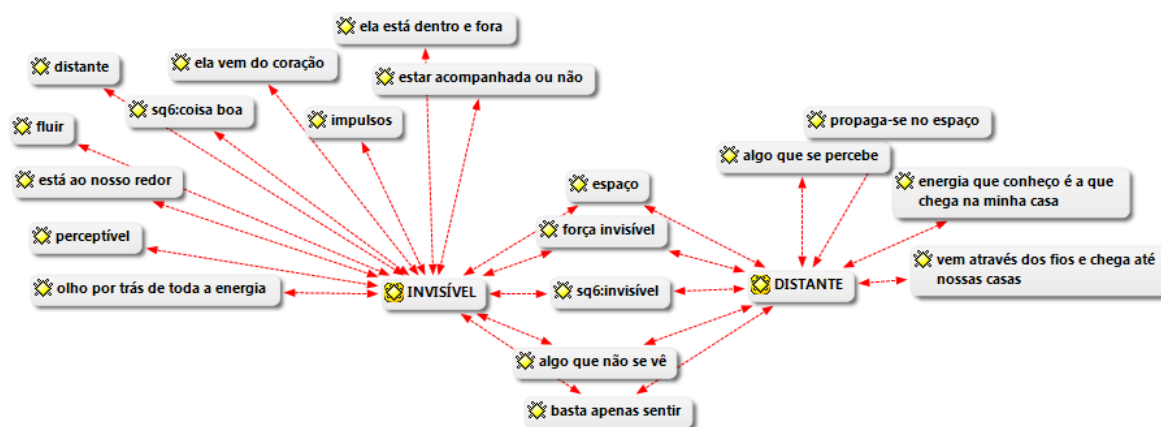 ela está dentro e fora
distante
ela vem do coração
estar acompanhada ou não
sq6:coisa boa
impulsos
propaga-se no espaço
fluir
algo que se percebe
está ao nosso redor
espaço
energia que conheço é a que
chega na minha casa
força invisível
perceptível
vem através dos fios e chega até
nossas casas
olho por trás de toda a energia
INVISÍVEL
sq6:invisível
DISTANTE
algo que não se vê
basta apenas sentir